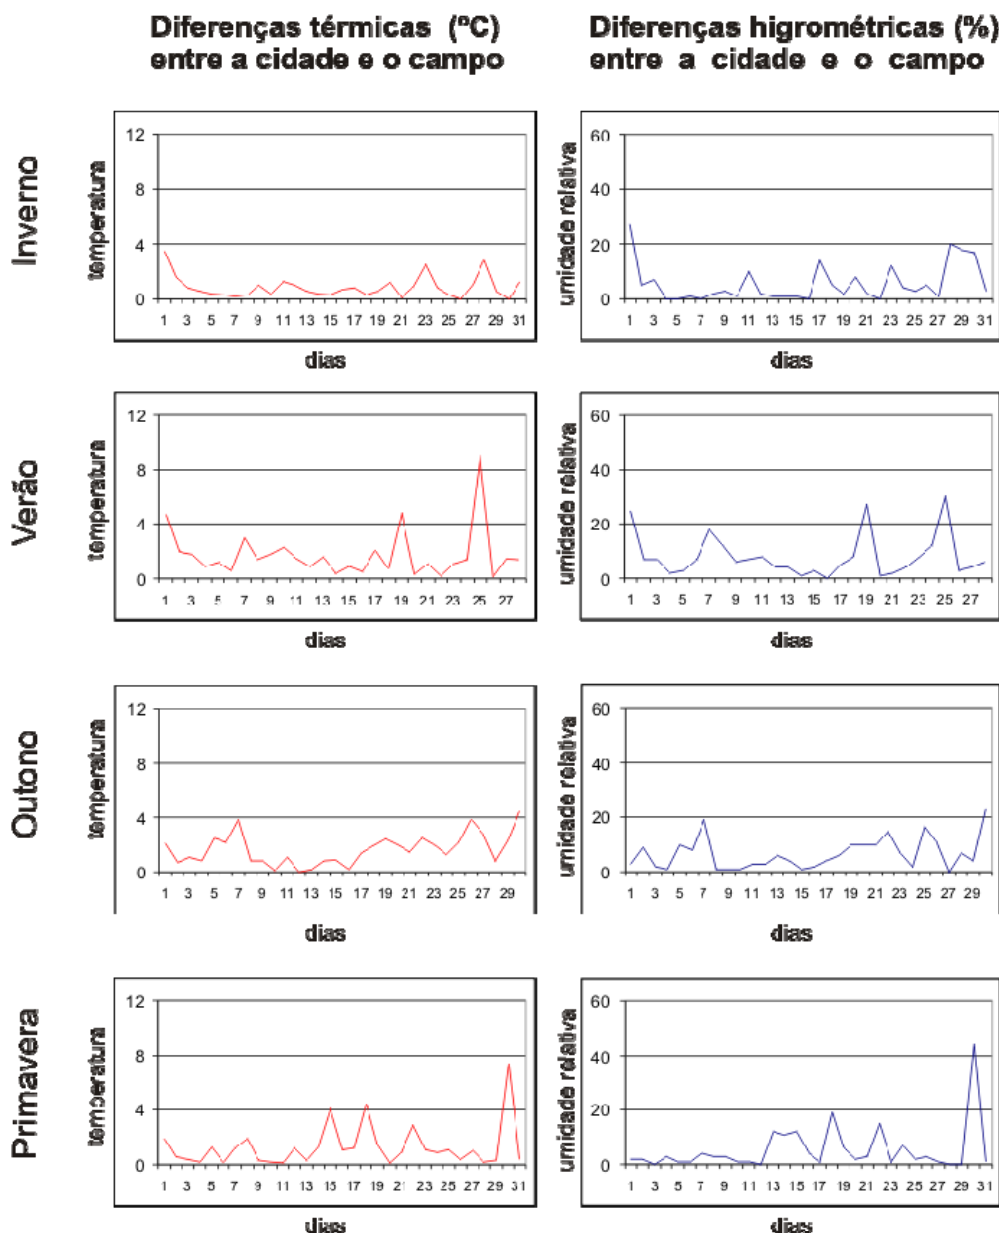 Diferenças térmicas (ºC)
entre a cidade e o campo
Diferenças higrométricas (%)
entre a cidade e o campo
Inverno
temperatura
12
8
4
0
1 3 5 7 9 11 13 15 17 19 21 23 25 27 29 31
dias
umidade relativa
60
40
20
0
1 3 5 7 9 11 13 15 17 19 21 23 25 27 29 31
dias
Verão
temperatura
12
8
4
0
1 3 5 7 9 11 13 15 17 19 21 23 25 27
dias
umidade relativa
60
40
20
0
1 3 5 7 9 11 13 15 17 19 21 23 25 27
dias
Outono
temperatura
12
8
4
0
1 3 5 7 9 11 13 15 17 19 21 23 25 27 29
dias
umidade relativa
60
40
20
0
1 3 5 7 9 11 13 15 17 19 21 23 25 27 29
dias
Primavera
temperatura
12
8
4
0
1 3 5 7 9 11 13 15 17 19 21 23 25 27 29 31
dias
umidade relativa
60
40
20
0
1 3 5 7 9 11 13 15 17 19 21 23 25 27 29 31
dias